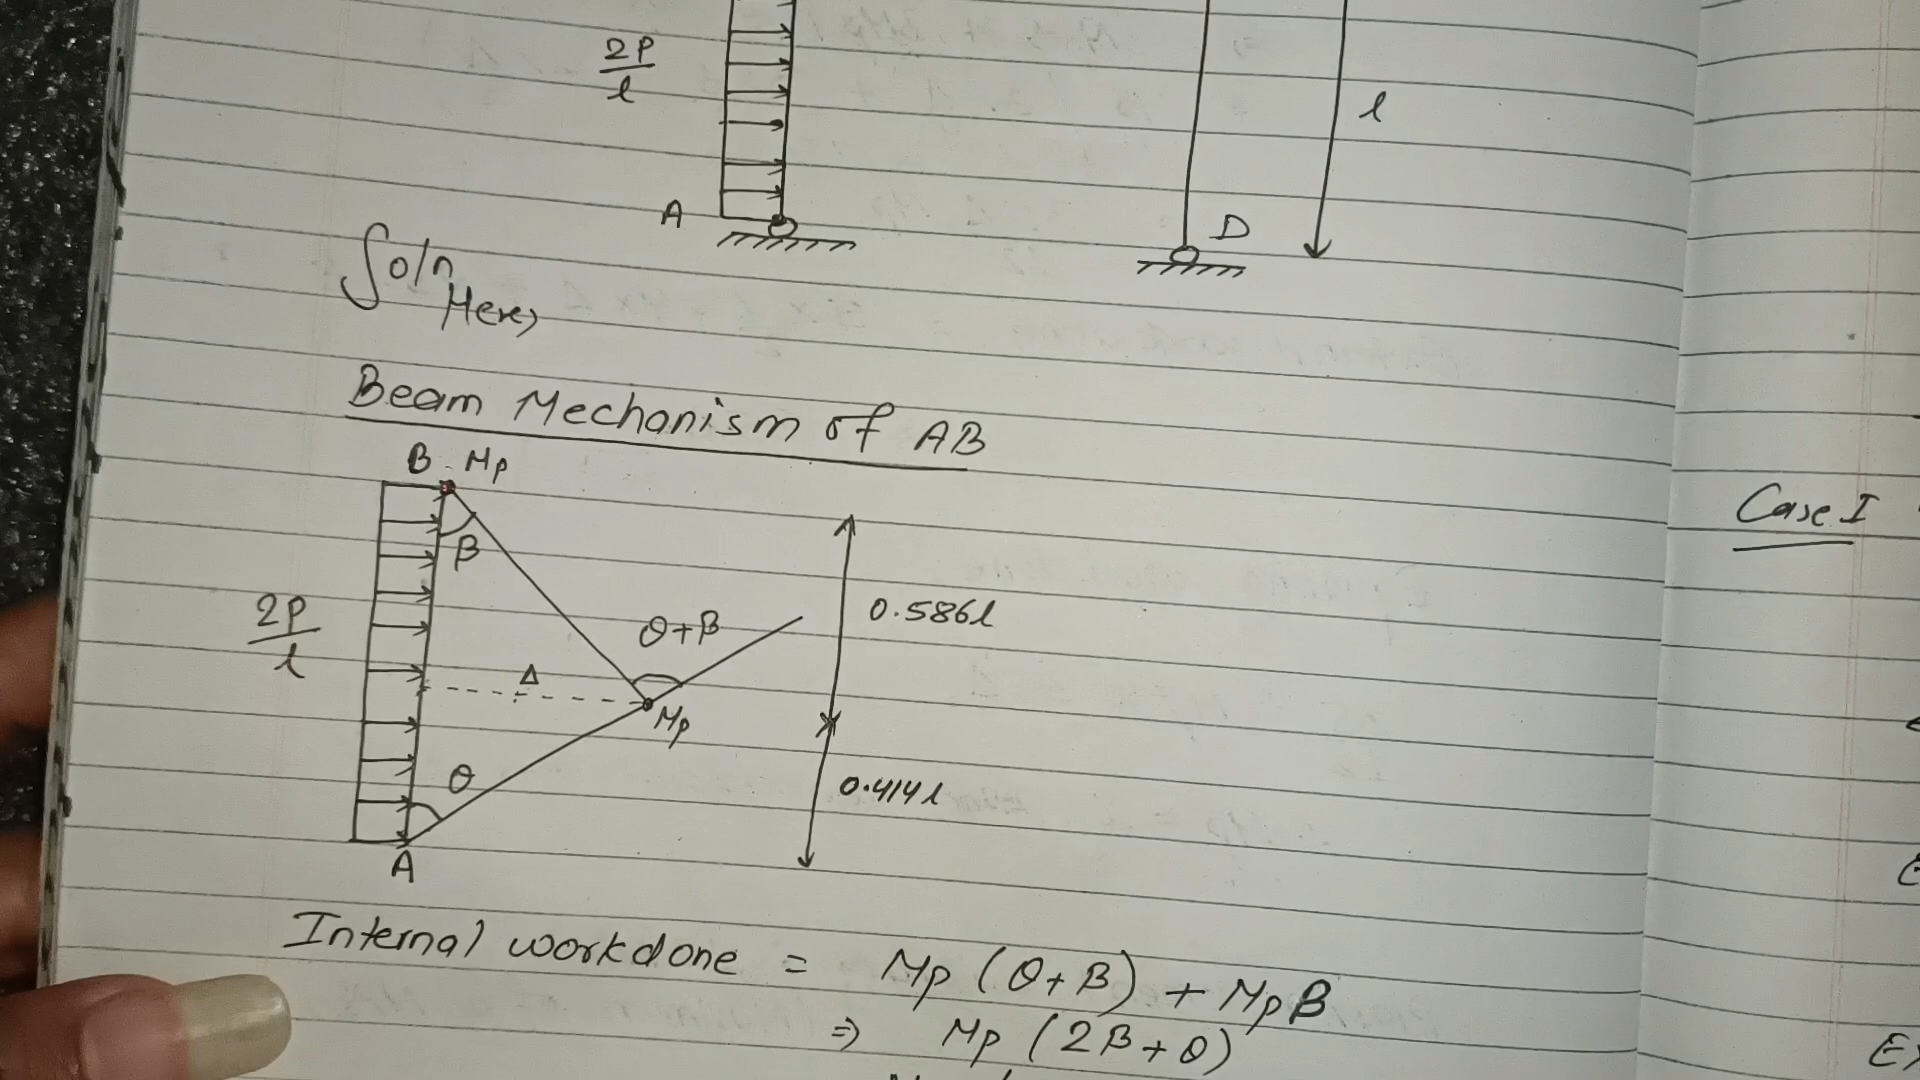 2P
l
l
A
D
Soln
Here,
Beam Mechanism of AB
B Mp
β
2P
l
θ+β
0.586l
Δ
Mp
θ
0.414l
A
Internal workdone = Mp (θ+β) + Mpβ
⇒ Mp (2β+θ)
Case I